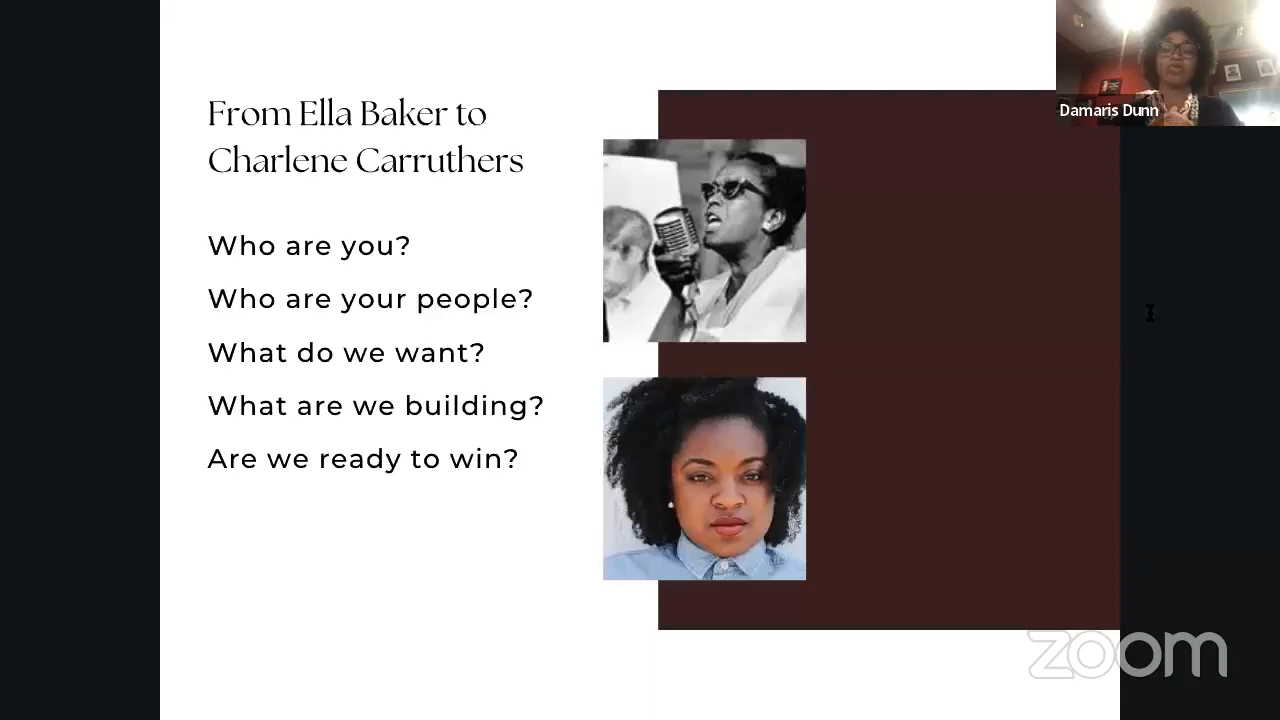 From Ella Baker to
Charlene Carruthers
Who are you?
Who are your people?
What do we want?
What are we building?
Are we ready to win?
Damaris Dunn
zoom